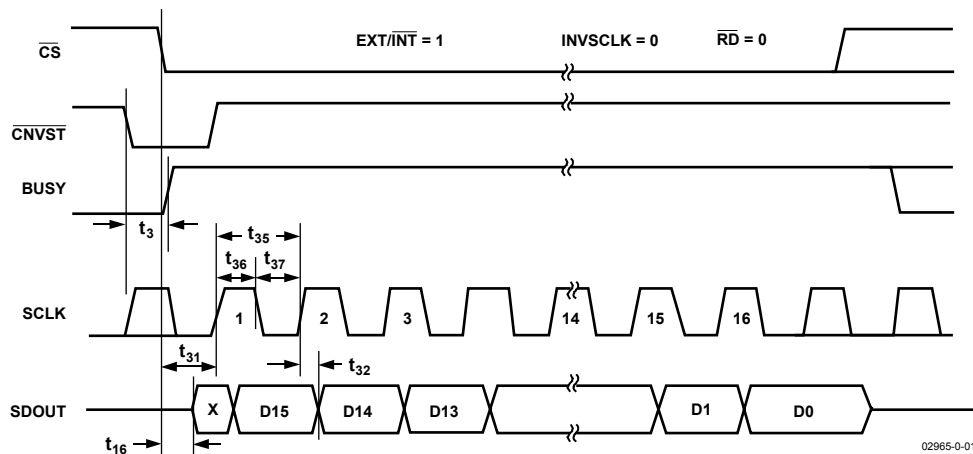 EXT/INT = 1 INVSCLK = 0 RD = 0
CS
CNVST
BUSY
t3
t35
t36 t37
SCLK 1 2 3 14 15 16
t31
t32
SDOUT X D15 D14 D13 D1 D0
t16
02965-0-01